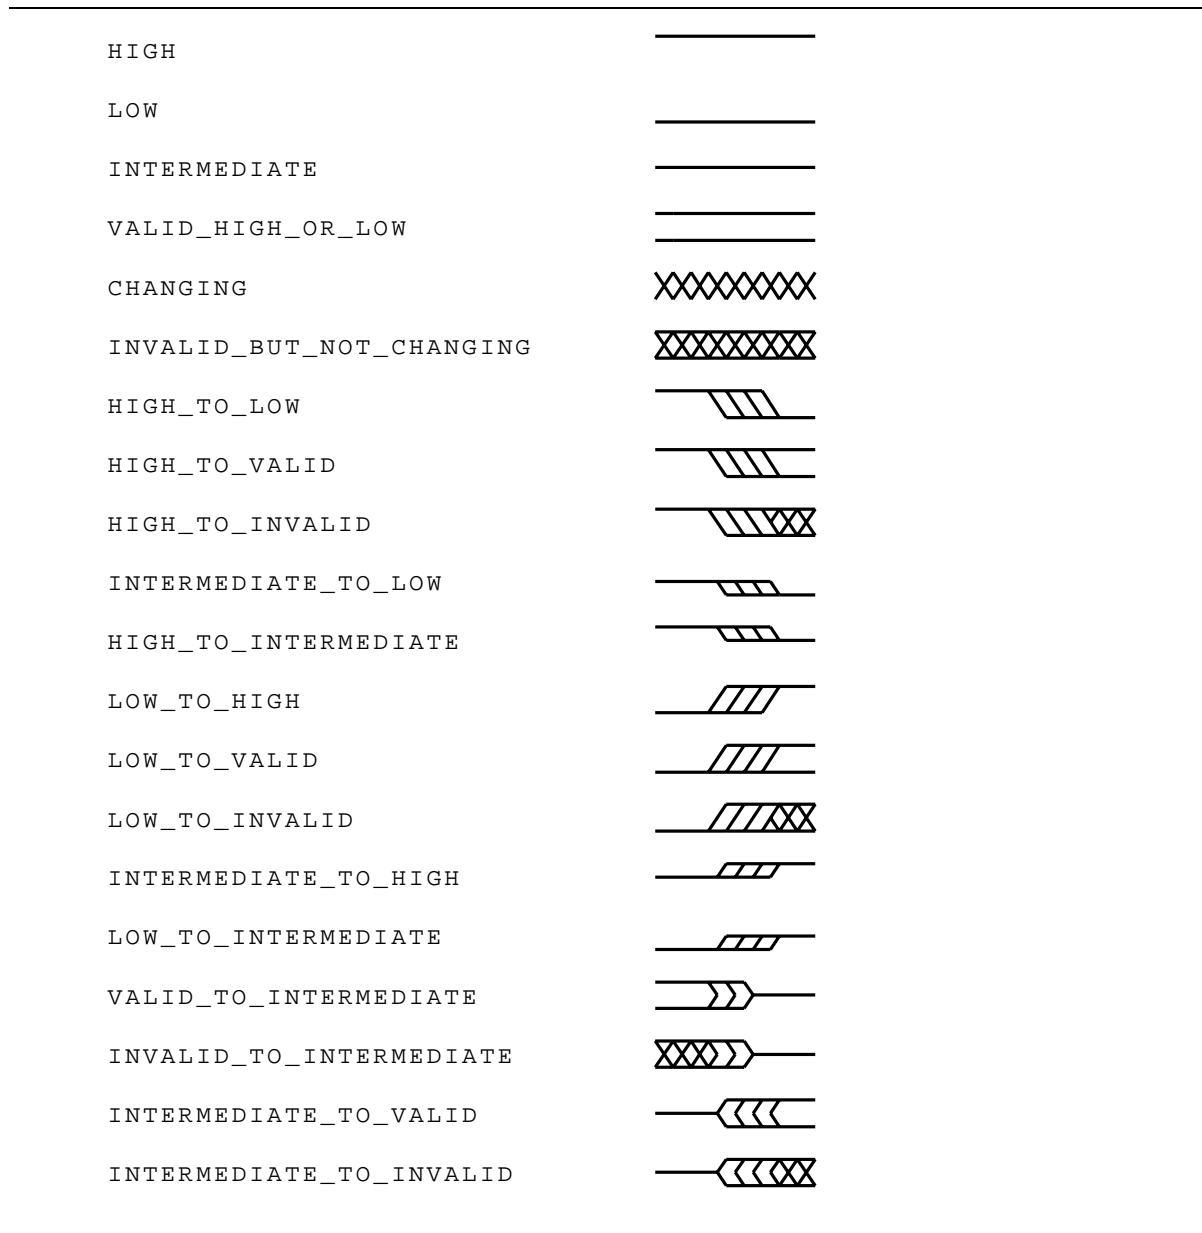 HIGH
LOW
INTERMEDIATE
VALID_HIGH_OR_LOW
CHANGING
INVALID_BUT_NOT_CHANGING
HIGH_TO_LOW
HIGH_TO_VALID
HIGH_TO_INVALID
INTERMEDIATE_TO_LOW
HIGH_TO_INTERMEDIATE
LOW_TO_HIGH
LOW_TO_VALID
LOW_TO_INVALID
INTERMEDIATE_TO_HIGH
LOW_TO_INTERMEDIATE
VALID_TO_INTERMEDIATE
INVALID_TO_INTERMEDIATE
INTERMEDIATE_TO_VALID
INTERMEDIATE_TO_INVALID